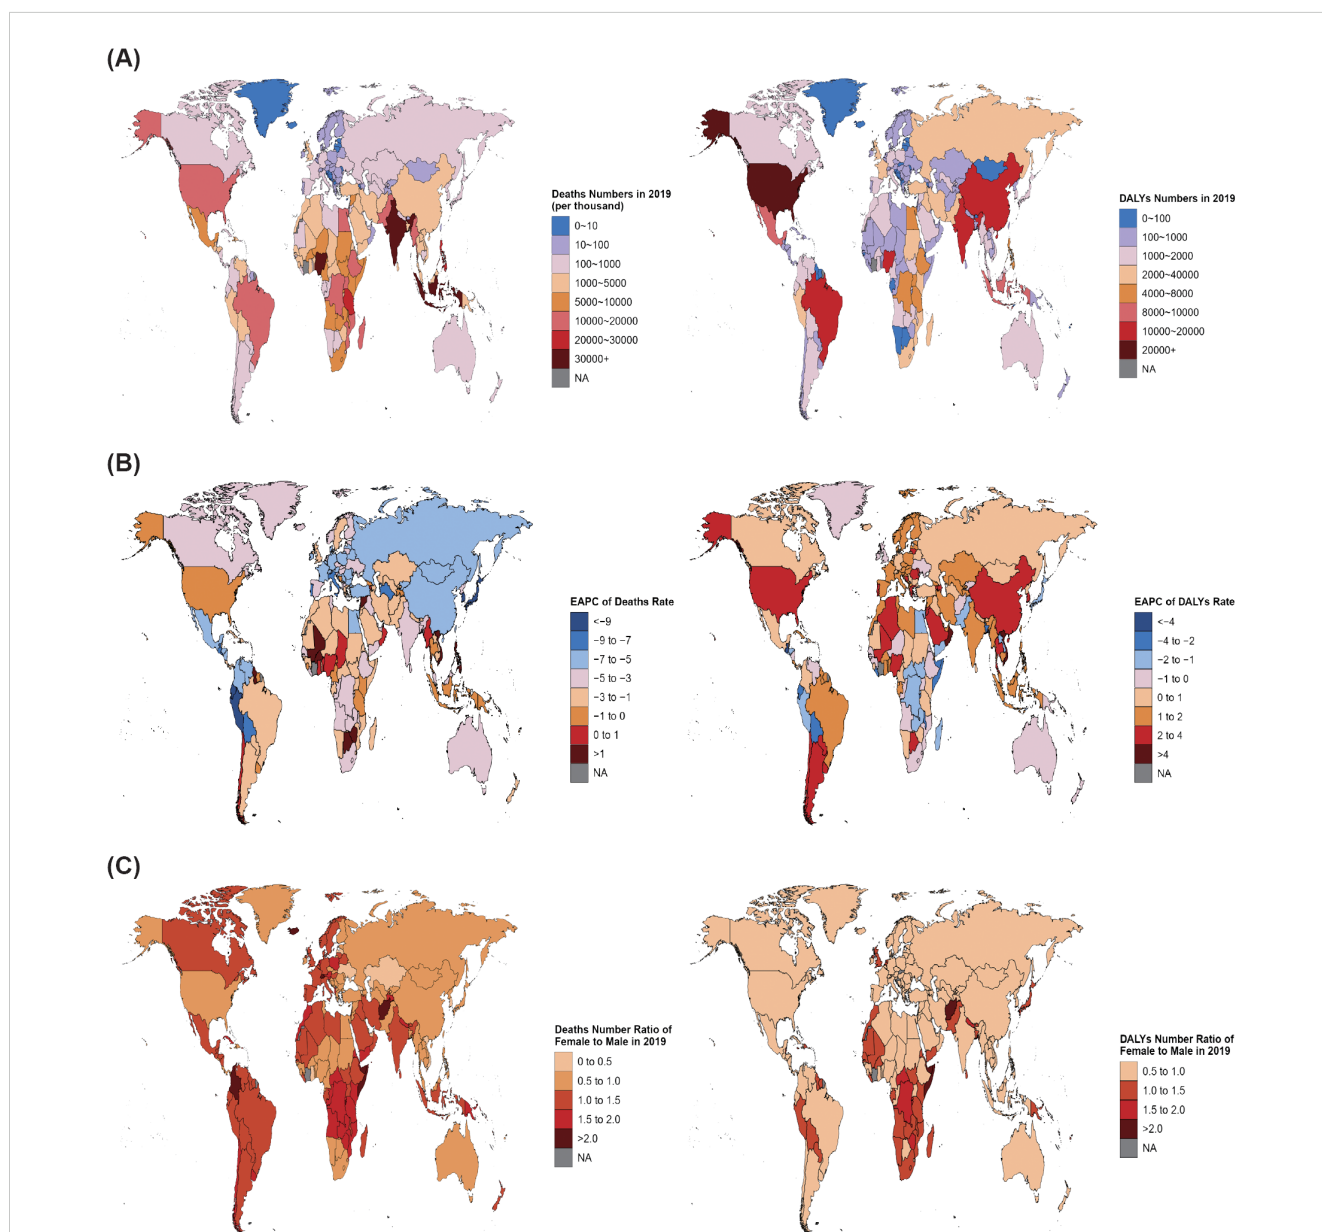 (A)
Deaths Numbers in 2019
(per thousand)
0~10
10~100
100~1000
1000~5000
5000~10000
10000~20000
20000~30000
30000+
NA
DALYs Numbers in 2019
0~100
100~1000
1000~2000
2000~40000
4000~8000
8000~10000
10000~20000
20000+
NA
(B)
EAPC of Deaths Rate
<−9
−9 to −7
−7 to −5
−5 to −3
−3 to −1
−1 to 0
0 to 1
>1
NA
EAPC of DALYs Rate
<−4
−4 to −2
−2 to −1
−1 to 0
0 to 1
1 to 2
2 to 4
>4
NA
(C)
Deaths Number Ratio of
Female to Male in 2019
0 to 0.5
0.5 to 1.0
1.0 to 1.5
1.5 to 2.0
>2.0
NA
DALYs Number Ratio of
Female to Male in 2019
0.5 to 1.0
1.0 to 1.5
1.5 to 2.0
>2.0
NA